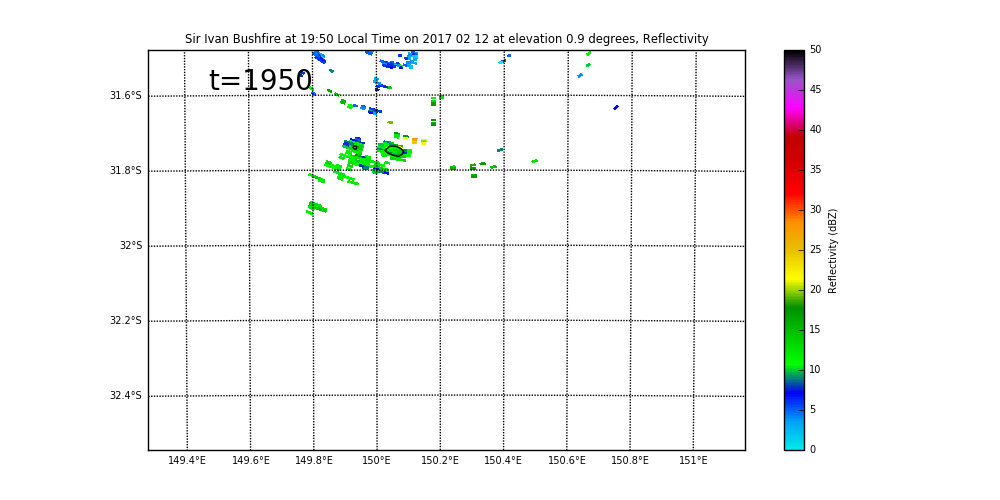 Sir Ivan Bushfire at 19:50 Local Time on 2017 02 12 at elevation 0.9 degrees, Reflectivity
t=1950
31.6°S
31.8°S
32°S
32.2°S
32.4°S
149.4°E 149.6°E 149.8°E 150°E 150.2°E 150.4°E 150.6°E 150.8°E 151°E
50
45
40
35
30
25
20
15
10
5
0
Reflectivity (dBZ)